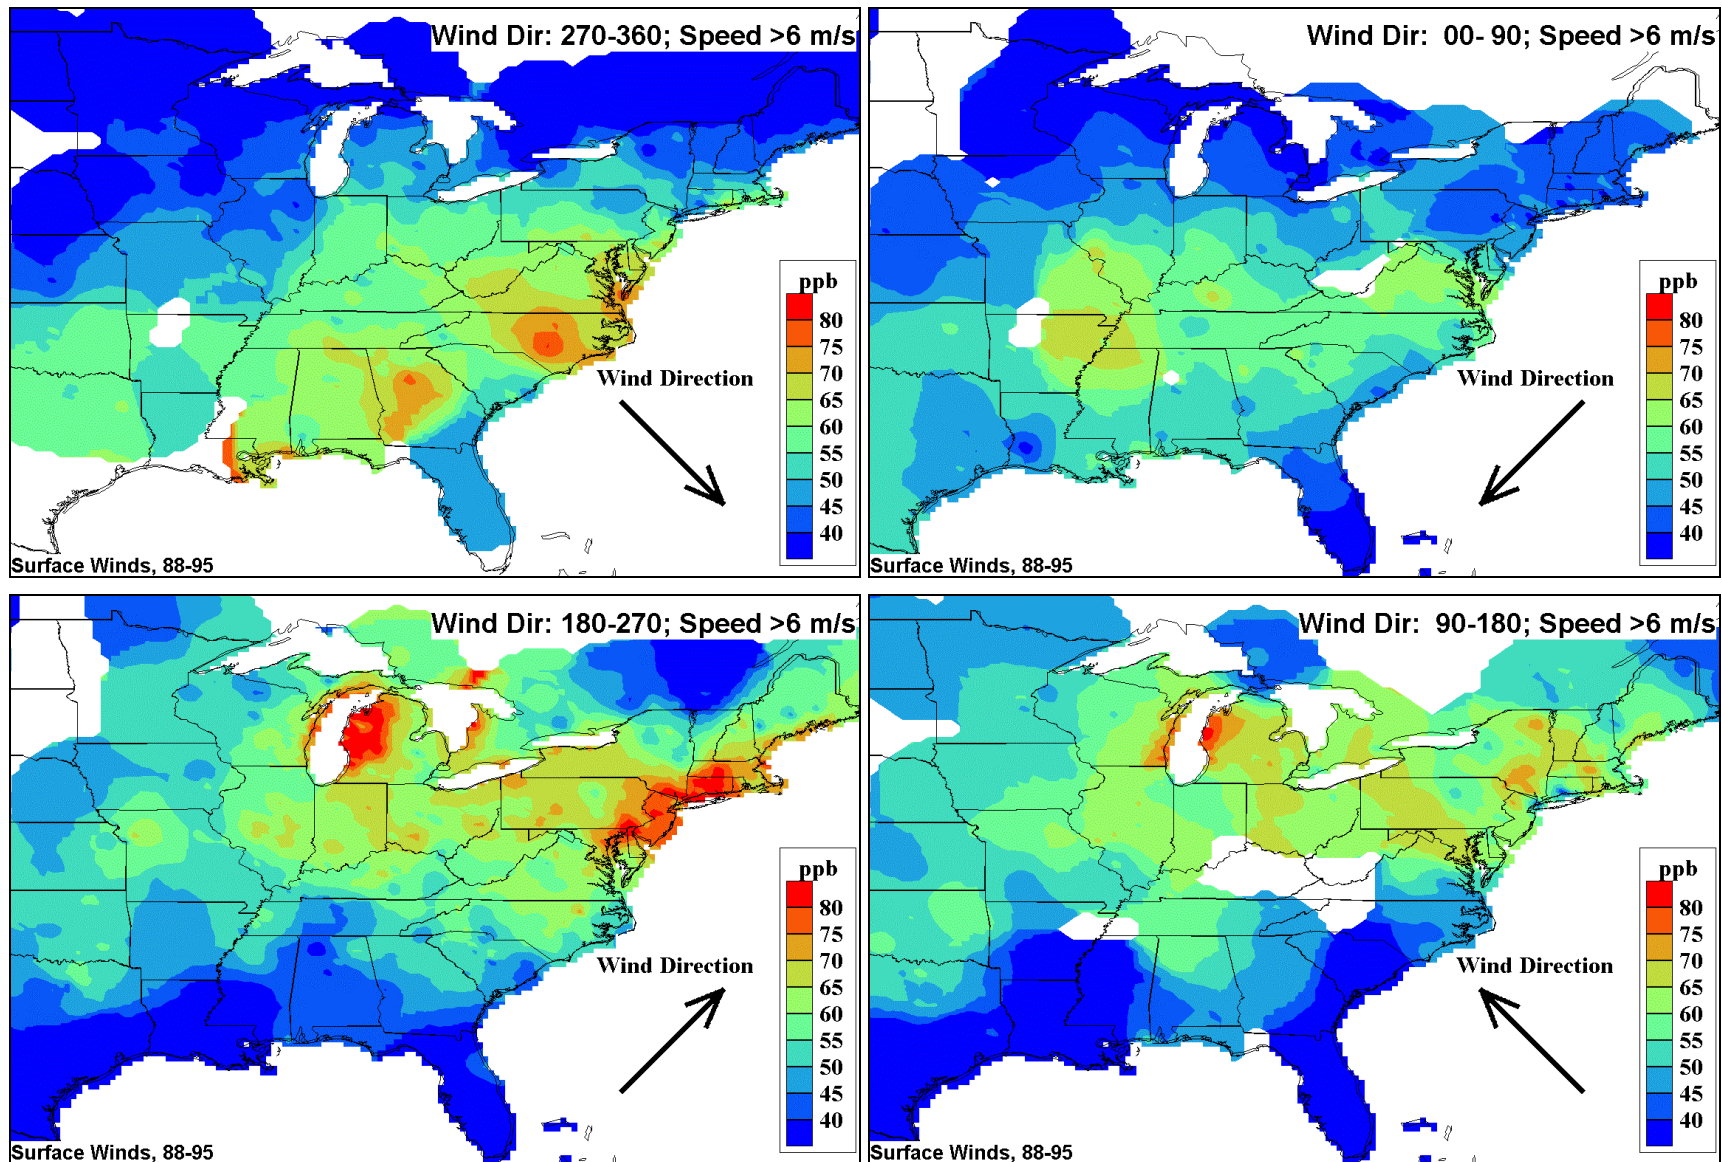 Wind Dir: 270-360; Speed >6 m/s
ppb
80
75
70
65
60
55
50
45
40
Wind Direction
Surface Winds, 88-95
Wind Dir: 00- 90; Speed >6 m/s
ppb
80
75
70
65
60
55
50
45
40
Wind Direction
Surface Winds, 88-95
Wind Dir: 180-270; Speed >6 m/s
ppb
80
75
70
65
60
55
50
45
40
Wind Direction
Surface Winds, 88-95
Wind Dir: 90-180; Speed >6 m/s
ppb
80
75
70
65
60
55
50
45
40
Wind Direction
Surface Winds, 88-95